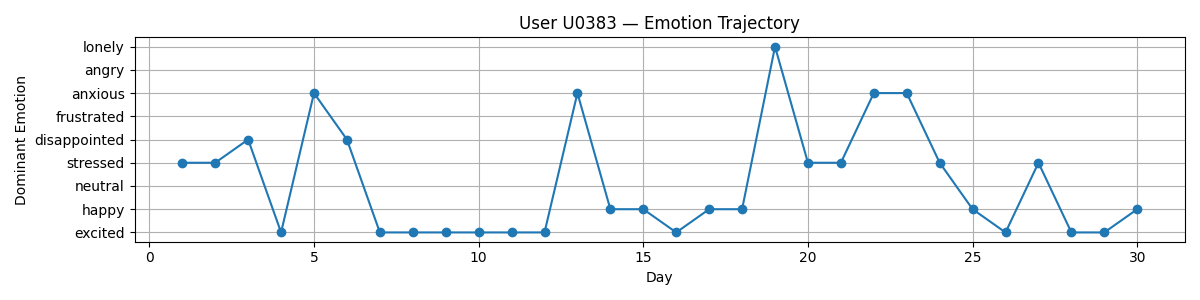 User U0383 — Emotion Trajectory
Dominant Emotion
lonely
angry
anxious
frustrated
disappointed
stressed
neutral
happy
excited
0 5 10 15 20 25 30
Day